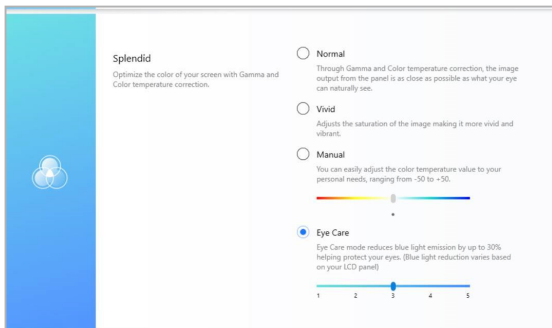 Splendid
Optimize the color of your screen with Gamma and
Color temperature correction.
Normal
Through Gamma and Color temperature correction, the image
output from the panel is as close as possible as what your eye
can naturally see.
Vivid
Adjusts the saturation of the image making it more vivid and
vibrant.
Manual
You can easily adjust the color temperature value to your
personal needs, ranging from -50 to +50.
Eye Care
Eye Care mode reduces blue light emission by up to 30%
helping protect your eyes. (Blue light reduction varies based
on your LCD panel)
1 2 3 4 5